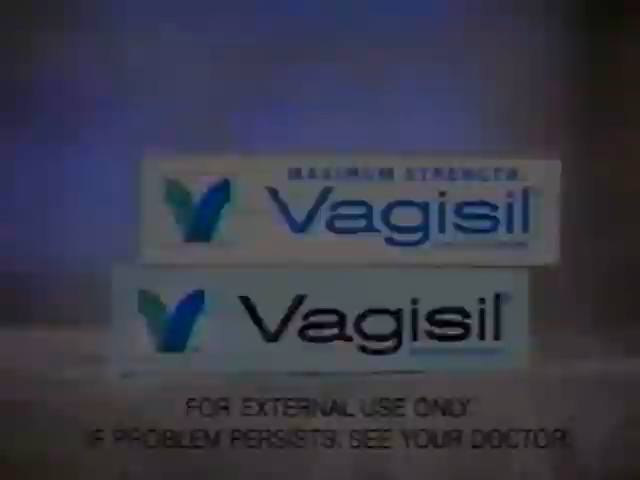 MAXIMUM STRENGTH
Vagisil
Vagisil
FOR EXTERNAL USE ONLY.
IF PROBLEM PERSISTS, SEE YOUR DOCTOR.